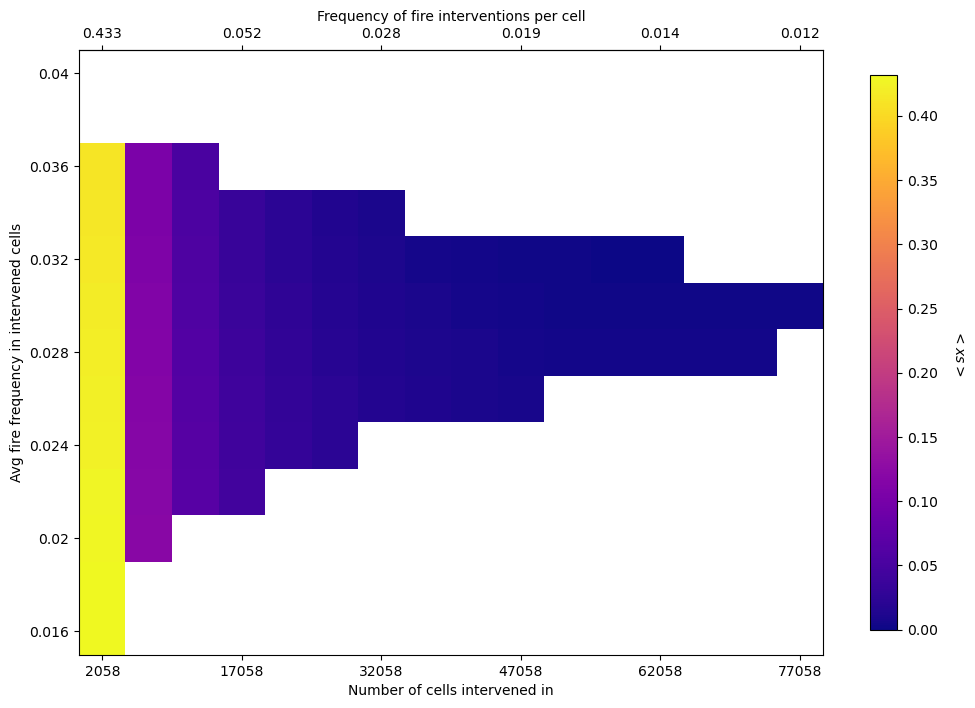 Frequency of fire interventions per cell
0.433 0.052 0.028 0.019 0.014 0.012
0.04
0.036
0.032
0.028
0.024
0.02
0.016
Avg fire frequency in intervened cells
2058 17058 32058 47058 62058 77058
Number of cells intervened in
0.40
0.35
0.30
0.25
0.20
0.15
0.10
0.05
0.00
< xs >